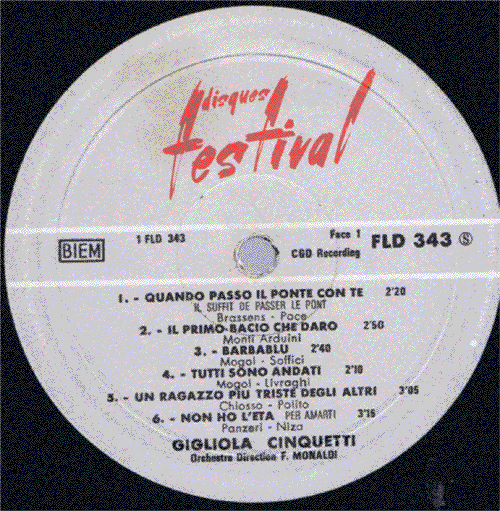 disques
festival
BIEM
1 FLD 343
Face 1
CGD Recording
FLD 343 S
1. - QUANDO PASSO IL PONTE CON TE 2'20
IL SUFFIT DE PASSER LE PONT
Brassens - Pace
2. - IL PRIMO BACIO CHE DARO 2'50
Monti Arduini
3. - BARBABLU 2'40
Mogol - Soffici
4. - TUTTI SONO ANDATI 2'10
Mogol - Livraghi
5. - UN RAGAZZO PIU TRISTE DEGLI ALTRI 3'05
Chiosso - Polito
6. - NON HO L'ETA PER AMARTI 3'16
Panzeri - Niza
GIGLIOLA CINQUETTI
Orchestre Direction F. MONALDI